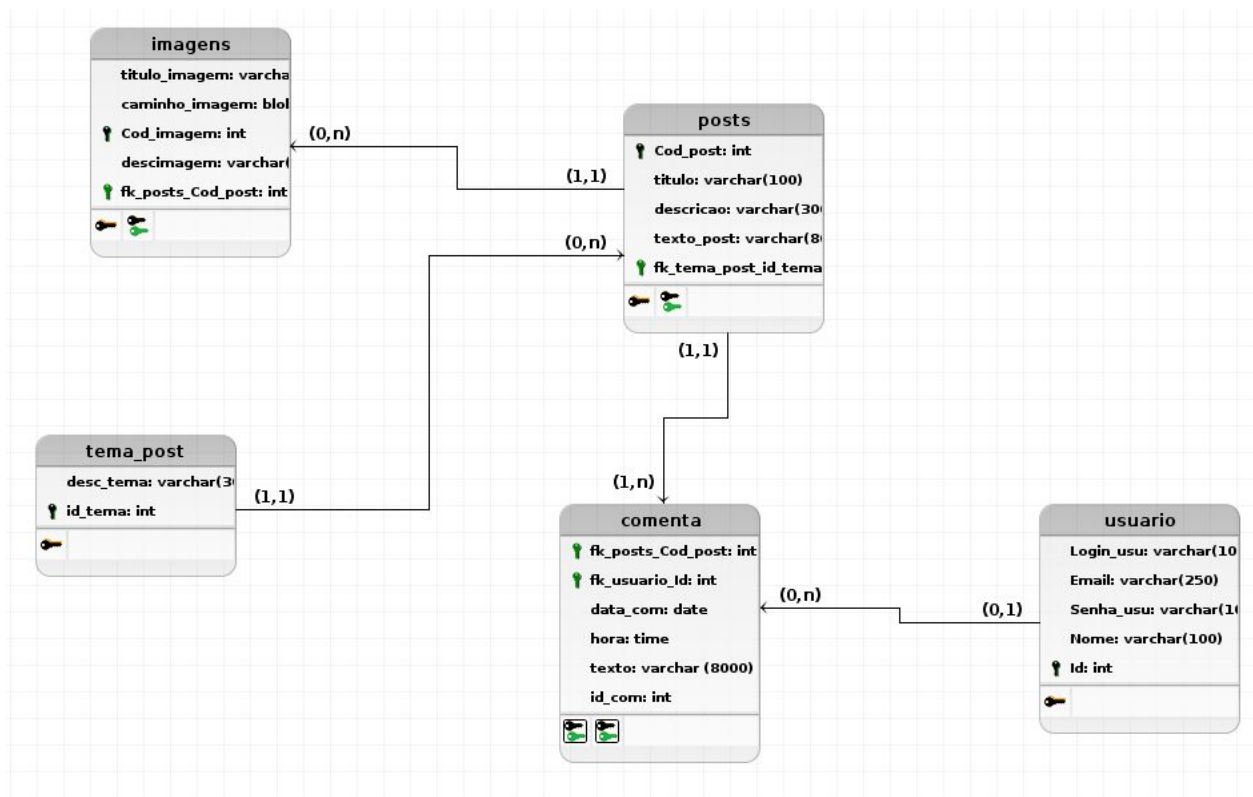 imagens
titulo_imagem: varcha
caminho_imagem: blol
Cod_imagem: int
descimagem: varchar(
fk_posts_Cod_post: int
(0,n)
(1,1)
posts
Cod_post: int
titulo: varchar(100)
descricao: varchar(300
texto_post: varchar(80
fk_tema_post_id_tema
(0,n)
(1,1)
tema_post
desc_tema: varchar(30
id_tema: int
(1,1)
(1,n)
comenta
fk_posts_Cod_post: int
fk_usuario_Id: int
data_com: date
hora: time
texto: varchar (8000)
id_com: int
(0,n)
(0,1)
usuario
Login_usu: varchar(10
Email: varchar(250)
Senha_usu: varchar(10
Nome: varchar(100)
Id: int